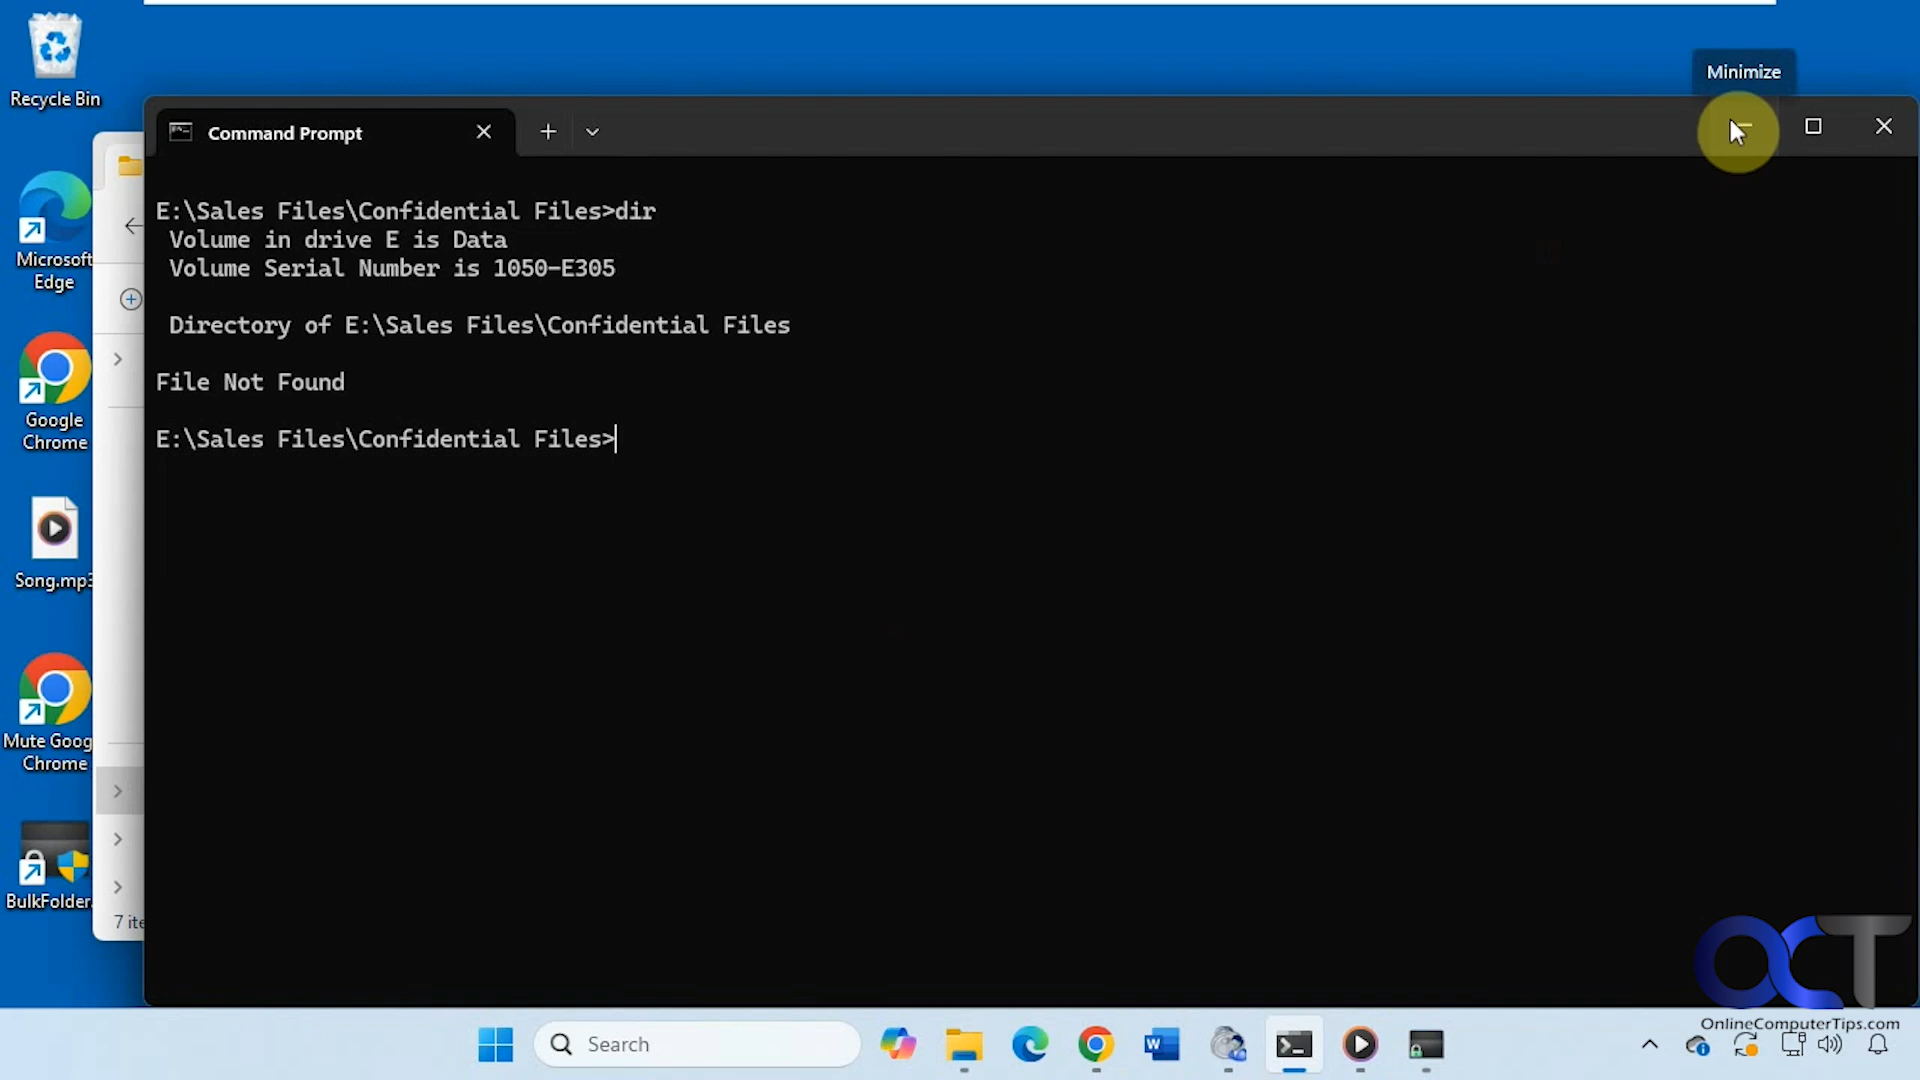 Recycle Bin
Minimize
Command Prompt
E:\Sales Files\Confidential Files>dir
Volume in drive E is Data
Volume Serial Number is 1050-E305
Directory of E:\Sales Files\Confidential Files
File Not Found
E:\Sales Files\Confidential Files>
Microsoft
Edge
Google
Chrome
Song.mp3
Mute Goog
Chrome
BulkFolder.
7 ite
OCT
OnlineComputerTips.com
Search